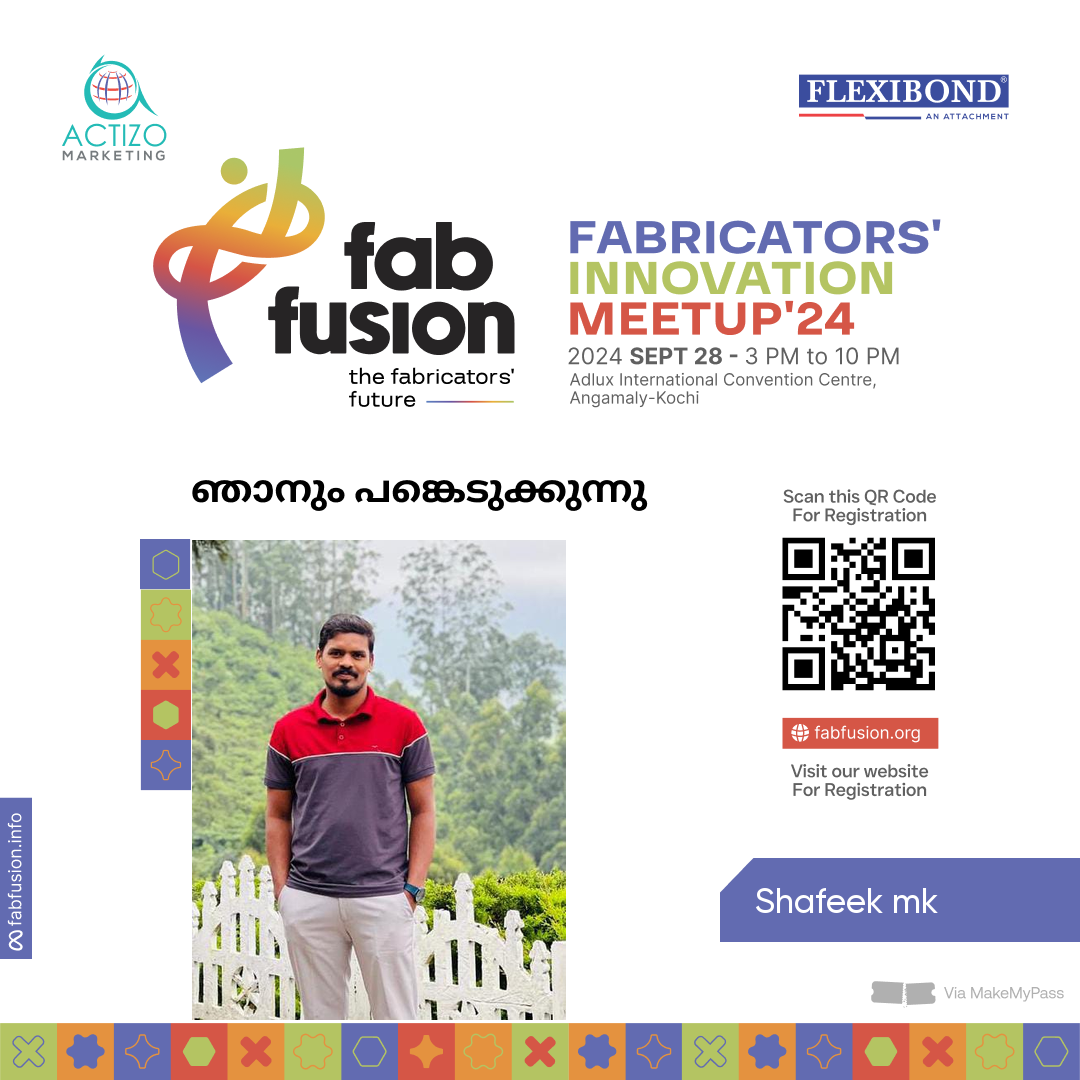 ACTIZO
MARKETING
FLEXIBOND®
AN ATTACHMENT
fab
fusion
the fabricators'
future
FABRICATORS'
INNOVATION
MEETUP'24
2024 SEPT 28 - 3 PM to 10 PM
Adlux International Convention Centre,
Angamaly-Kochi
ഞാനും പങ്കെടുക്കുന്നു
Scan this QR Code
For Registration
fabfusion.org
Visit our website
For Registration
fabfusion.info
Shafeek mk
Via MakeMyPass